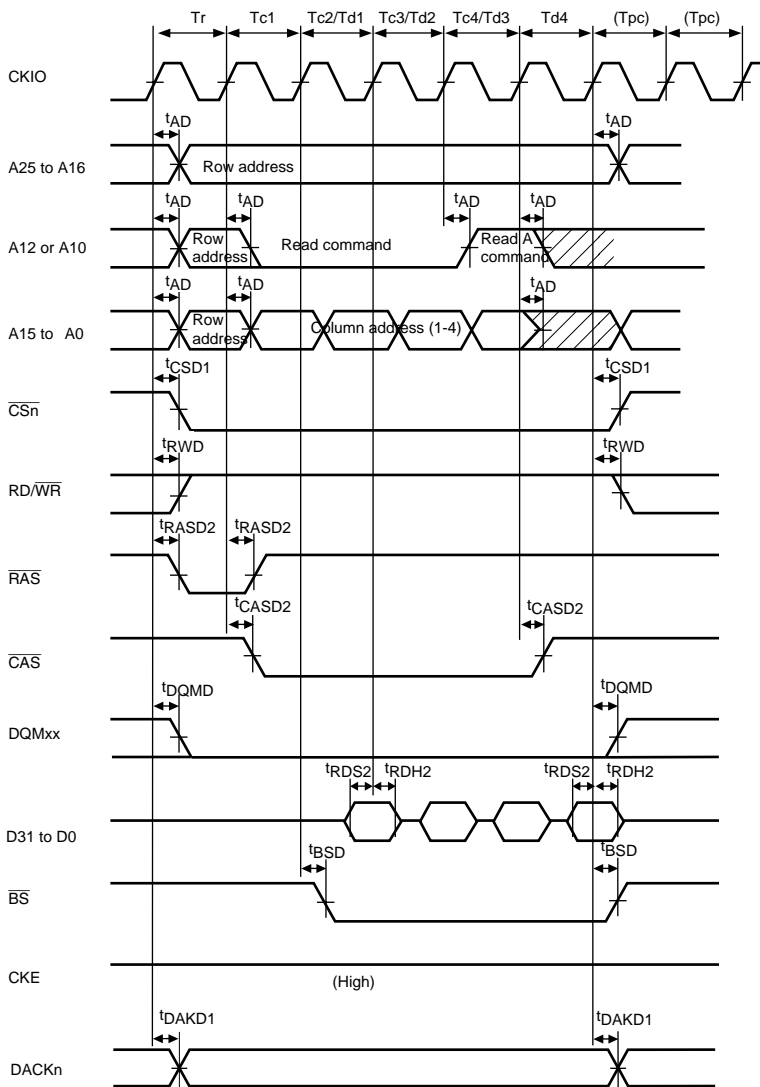 Tr Tc1 Tc2/Td1 Tc3/Td2 Tc4/Td3 Td4 (Tpc) (Tpc)
CKIO
tAD tAD
A25 to A16 Row address
tAD tAD tAD tAD
A12 or A10 Row address Read command Read A command
tAD tAD tAD
A15 to A0 Row address Column address (1-4)
tCSD1 tCSD1
CSn
tRWD tRWD
RD/WR
tRASD2 tRASD2
RAS
tCASD2 tCASD2
CAS
tDQMD tDQMD
DQMxx
tRDS2 tRDH2 tRDS2 tRDH2
D31 to D0
tBSD tBSD
BS
CKE (High)
tDAKD1 tDAKD1
DACKn